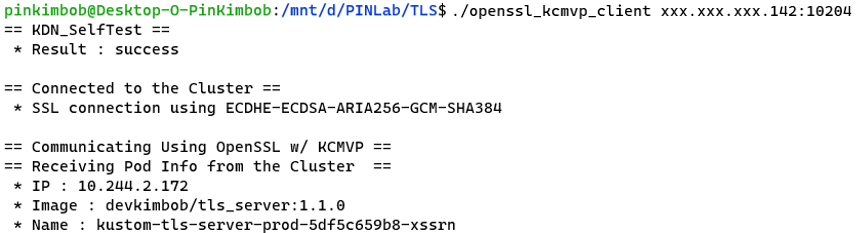 pinkimbob@Desktop-O-PinKimbob:/mnt/d/PINLab/TLS$ ./openssl_kcmvp_client xxx.xxx.xxx.142:10204
== KDN_SelfTest ==
 * Result : success

== Connected to the Cluster ==
 * SSL connection using ECDHE-ECDSA-ARIA256-GCM-SHA384

== Communicating Using OpenSSL w/ KCMVP ==
== Receiving Pod Info from the Cluster  ==
 * IP : 10.244.2.172
 * Image : devkimbob/tls_server:1.1.0
 * Name : kustom-tls-server-prod-5df5c659b8-xssrn